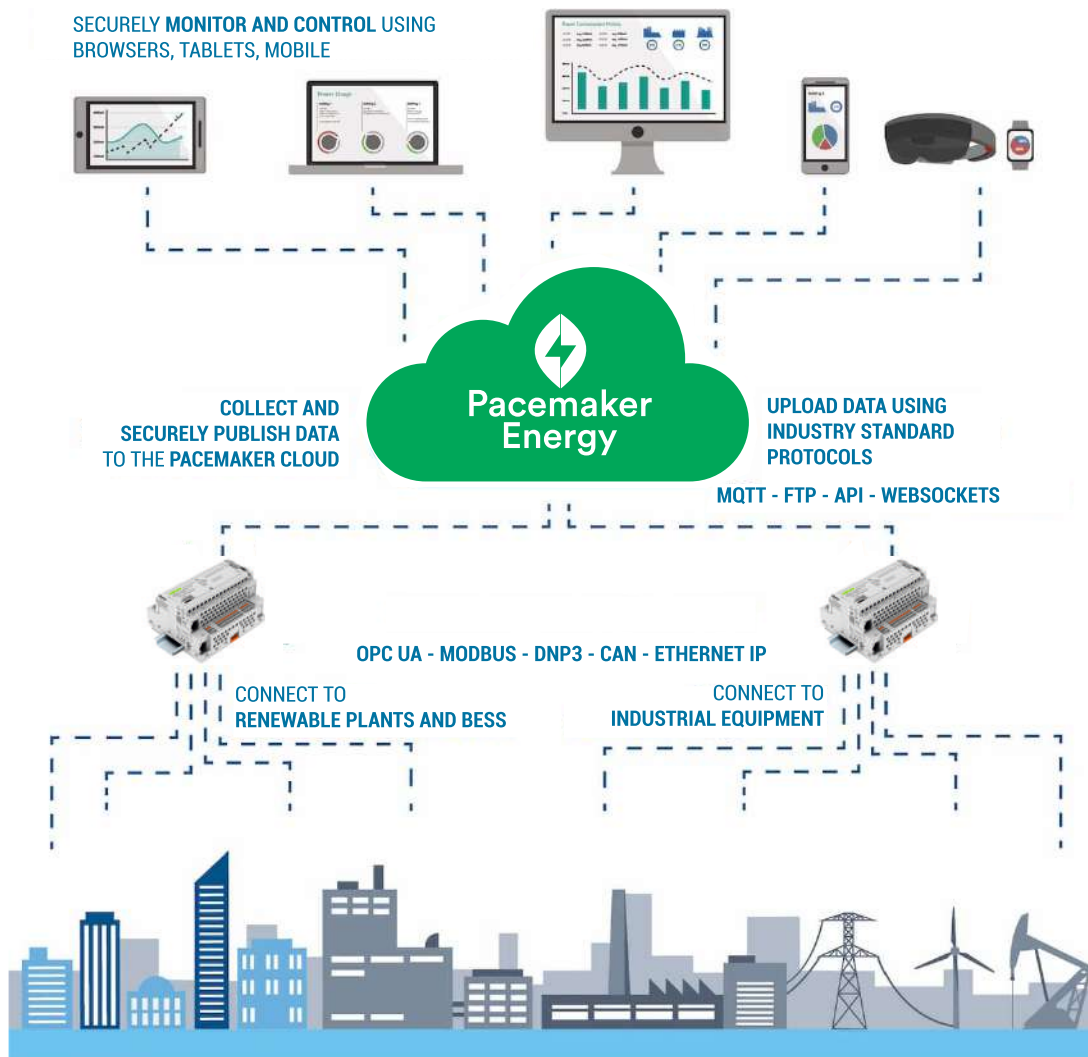 SECURELY MONITOR AND CONTROL USING
BROWSERS, TABLETS, MOBILE
Power Usage
Pacemaker
Energy
COLLECT AND
SECURELY PUBLISH DATA
TO THE PACEMAKER CLOUD
UPLOAD DATA USING
INDUSTRY STANDARD
PROTOCOLS
MQTT - FTP - API - WEBSOCKETS
OPC UA - MODBUS - DNP3 - CAN - ETHERNET IP
CONNECT TO
RENEWABLE PLANTS AND BESS
CONNECT TO
INDUSTRIAL EQUIPMENT